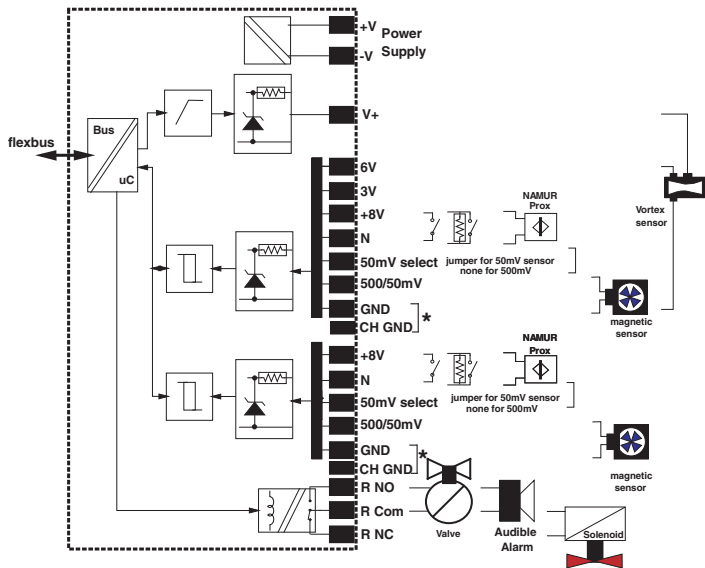 +V
Power
Supply
-V
V+
Bus
flexbus
uC
6V
3V
+8V
N
50mV select
500/50mV
GND
*
CH GND
NAMUR
Prox
jumper for 50mV sensor
none for 500mV
Vortex
sensor
magnetic
sensor
+8V
N
50mV select
500/50mV
GND
*
CH GND
NAMUR
Prox
jumper for 50mV sensor
none for 500mV
magnetic
sensor
R NO
R Com
R NC
Valve
Audible
Alarm
Solenoid